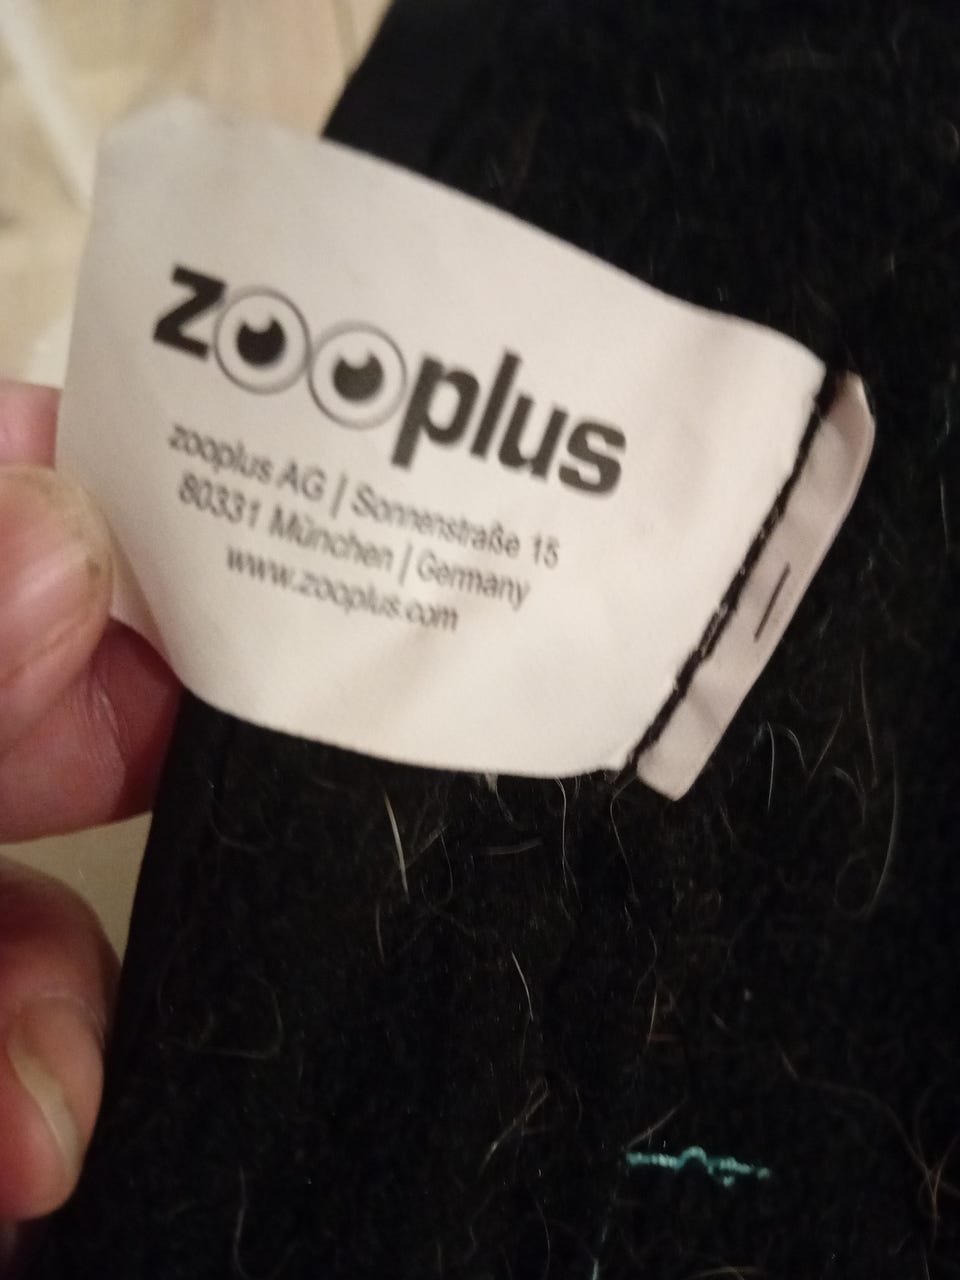 zooplus
zooplus AG | Sonnenstraße 15
80331 München | Germany
www.zooplus.com